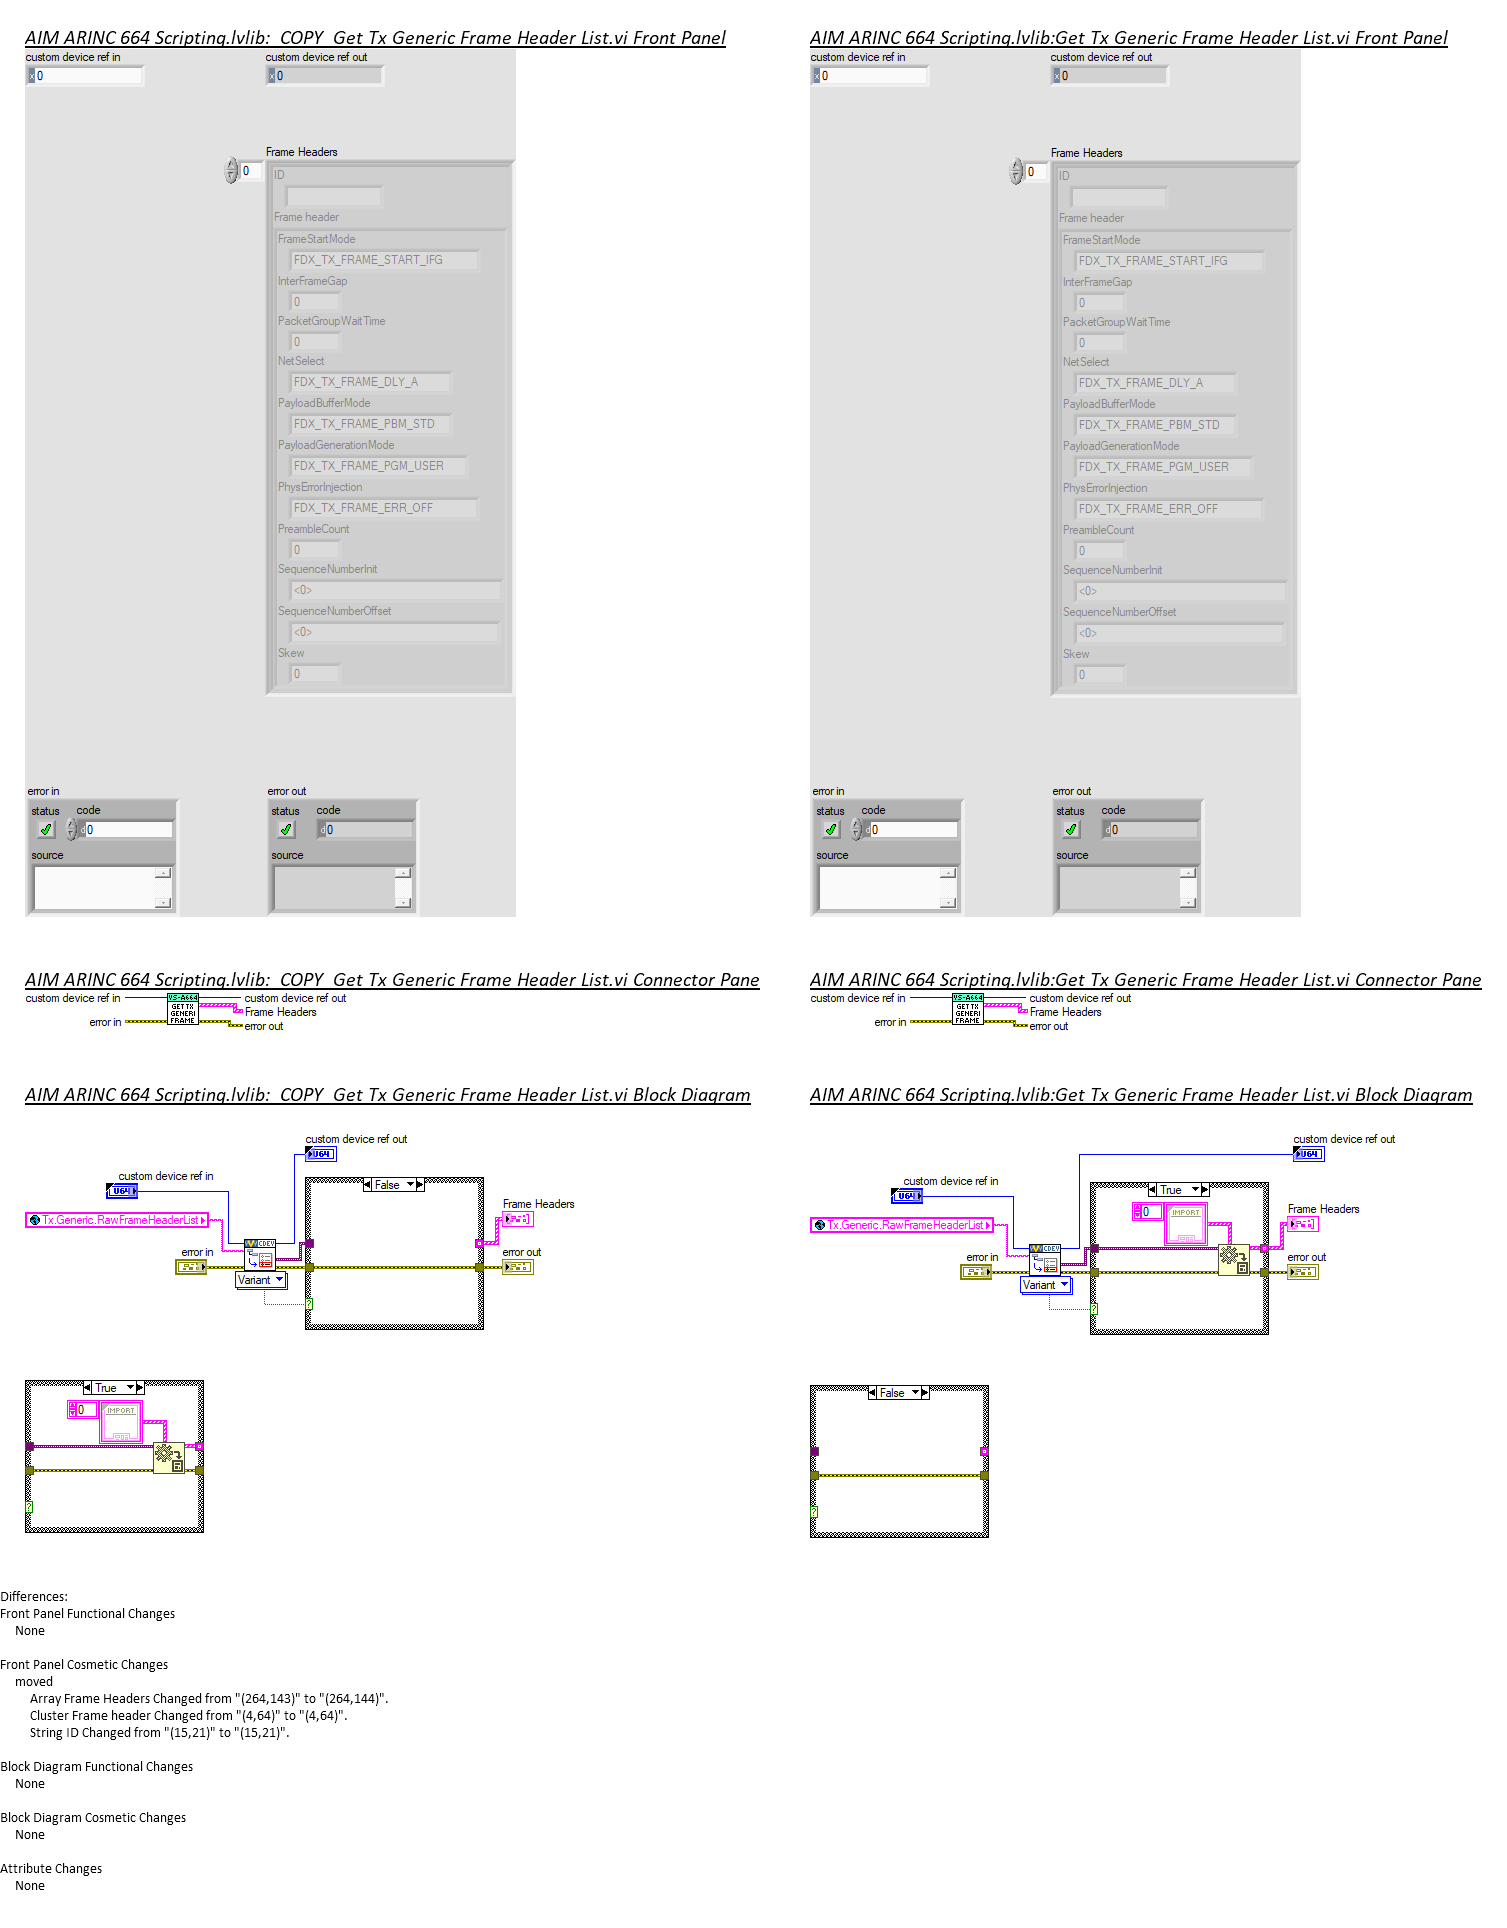 AIM ARINC 664 Scripting.lvlib:_COPY_Get Tx Generic Frame Header List.vi Front Panel
custom device ref in
x 0
custom device ref out
x 0
Frame Headers
0
ID
Frame header
FrameStartMode
FDX_TX_FRAME_START_IFG
InterFrameGap
0
PacketGroupWaitTime
0
NetSelect
FDX_TX_FRAME_DLY_A
PayloadBufferMode
FDX_TX_FRAME_PBM_STD
PayloadGenerationMode
FDX_TX_FRAME_PGM_USER
PhysErrorInjection
FDX_TX_FRAME_ERR_OFF
PreambleCount
0
SequenceNumberInit
<0>
SequenceNumberOffset
<0>
Skew
0
error in
status code
d 0
source
error out
status code
d 0
source
AIM ARINC 664 Scripting.lvlib:Get Tx Generic Frame Header List.vi Front Panel
custom device ref in
x 0
custom device ref out
x 0
Frame Headers
0
ID
Frame header
FrameStartMode
FDX_TX_FRAME_START_IFG
InterFrameGap
0
PacketGroupWaitTime
0
NetSelect
FDX_TX_FRAME_DLY_A
PayloadBufferMode
FDX_TX_FRAME_PBM_STD
PayloadGenerationMode
FDX_TX_FRAME_PGM_USER
PhysErrorInjection
FDX_TX_FRAME_ERR_OFF
PreambleCount
0
SequenceNumberInit
<0>
SequenceNumberOffset
<0>
Skew
0
error in
status code
d 0
source
error out
status code
d 0
source
AIM ARINC 664 Scripting.lvlib:_COPY_Get Tx Generic Frame Header List.vi Connector Pane
custom device ref in
error in
VS-A664
GET TX
GENERI
FRAME
custom device ref out
Frame Headers
error out
AIM ARINC 664 Scripting.lvlib:Get Tx Generic Frame Header List.vi Connector Pane
custom device ref in
error in
VS-A664
GET TX
GENERI
FRAME
custom device ref out
Frame Headers
error out
AIM ARINC 664 Scripting.lvlib:_COPY_Get Tx Generic Frame Header List.vi Block Diagram
custom device ref out
U64
custom device ref in
U64
False
Frame Headers
Tx.Generic.RawFrameHeaderList
error in
CDEV
Variant
error out
?
True
0
IMPORT
?
AIM ARINC 664 Scripting.lvlib:Get Tx Generic Frame Header List.vi Block Diagram
custom device ref out
U64
custom device ref in
U64
True
0
IMPORT
Frame Headers
Tx.Generic.RawFrameHeaderList
error in
CDEV
Variant
error out
?
False
?
Differences:
Front Panel Functional Changes
None
Front Panel Cosmetic Changes
moved
Array Frame Headers Changed from "(264,143)" to "(264,144)".
Cluster Frame header Changed from "(4,64)" to "(4,64)".
String ID Changed from "(15,21)" to "(15,21)".
Block Diagram Functional Changes
None
Block Diagram Cosmetic Changes
None
Attribute Changes
None